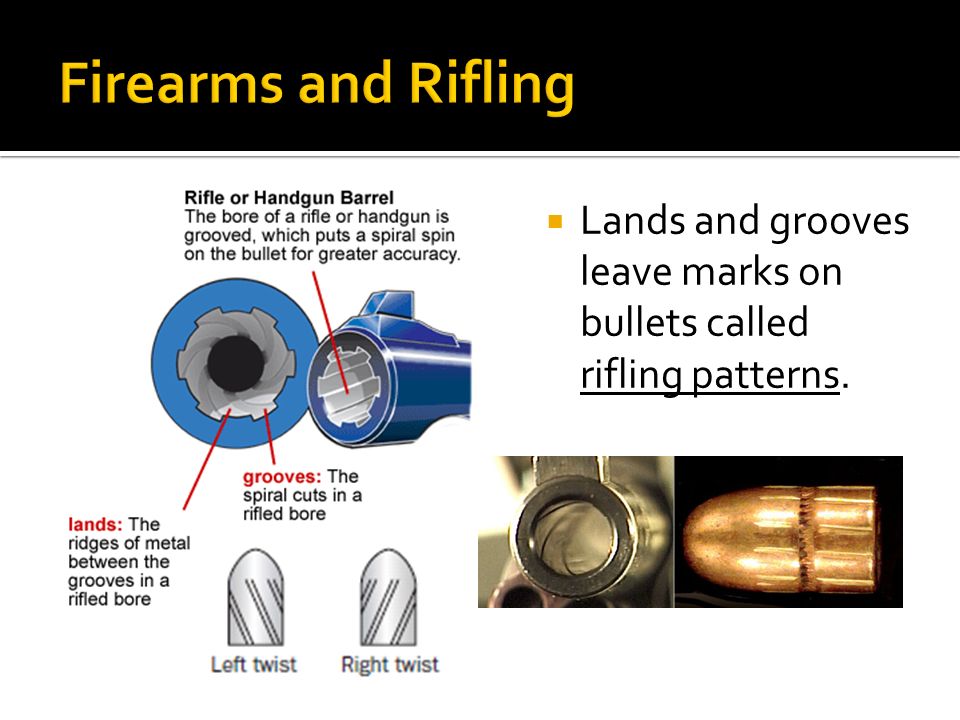 Firearms and Rifling
Rifle or Handgun Barrel
The bore of a rifle or handgun is
grooved, which puts a spiral spin
on the bullet for greater accuracy.
grooves: The
spiral cuts in a
rifled bore
lands: The
ridges of metal
between the
grooves in a
rifled bore
Left twist
Right twist
Lands and grooves
leave marks on
bullets called
rifling patterns.